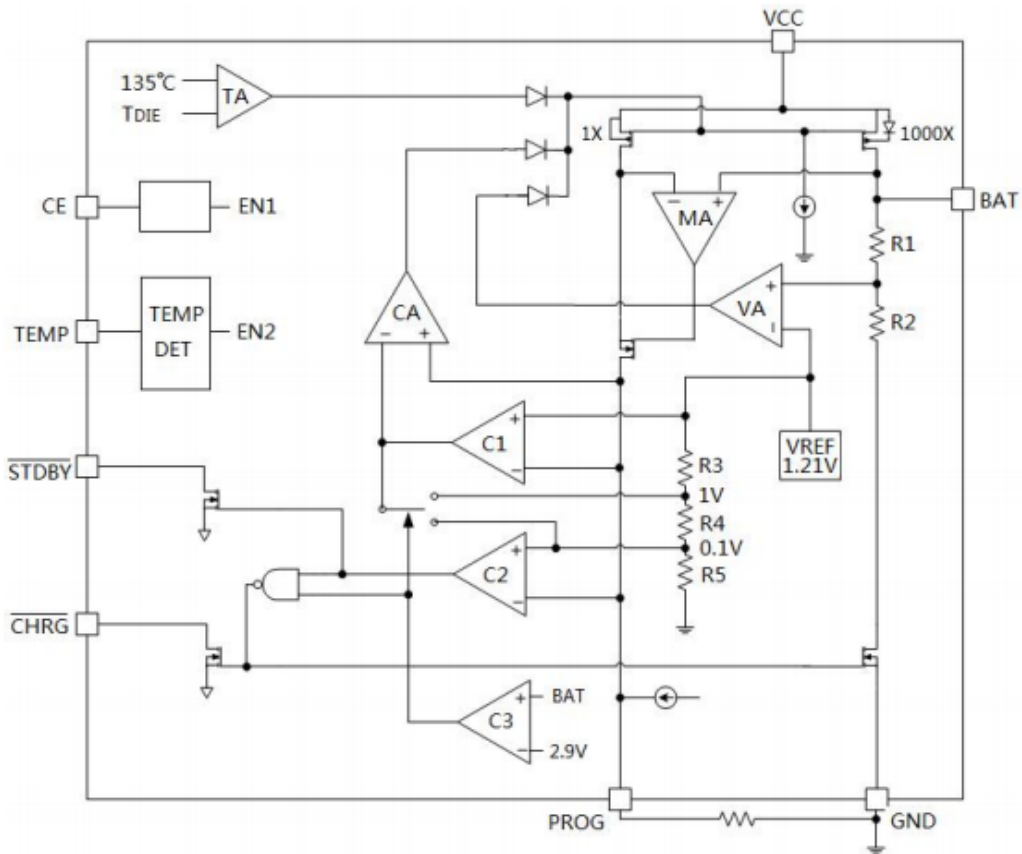 VCC
135℃
TA
TDIE
1X
1000X
CE
EN1
MA
BAT
R1
TEMP
TEMP
DET
EN2
CA
VA
R2
STDBY
C1
VREF
1.21V
R3
1V
R4
0.1V
C2
R5
CHRG
C3
BAT
2.9V
PROG
GND